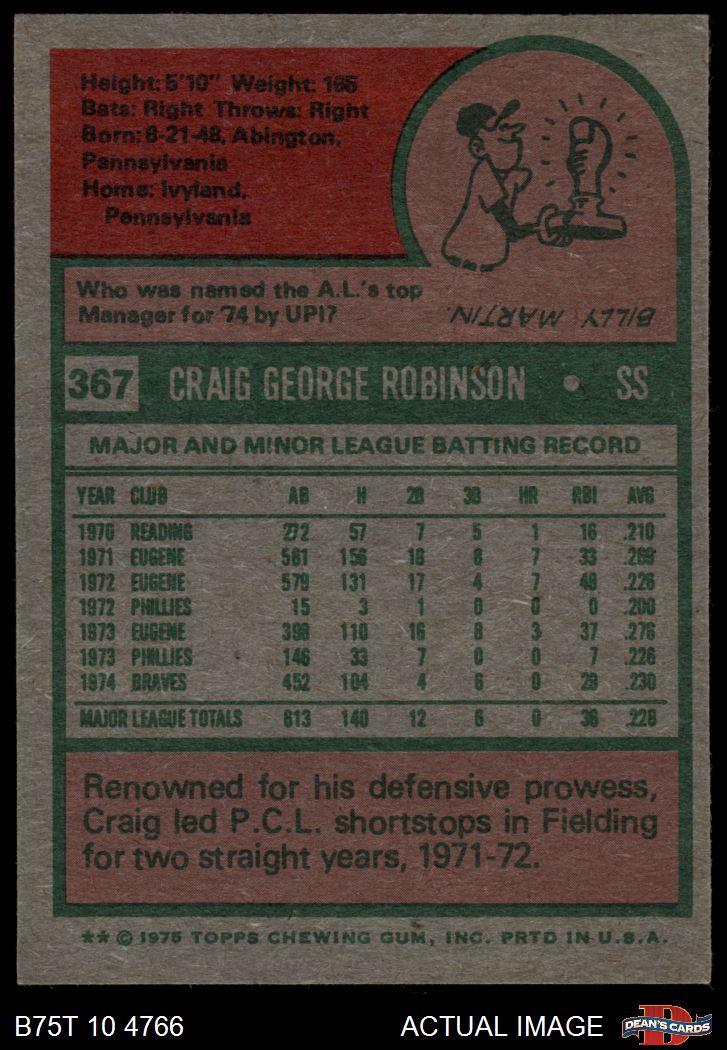 Height: 5'10" Weight: 165
Bats: Right Throws: Right
Born: 8-21-48, Abington,
Pennsylvania
Home: Ivyland,
Pennsylvania
Who was named the A.L.'s top
Manager for '74 by UPI?
BILLY MARTIN.
367 CRAIG GEORGE ROBINSON • SS
MAJOR AND MINOR LEAGUE BATTING RECORD
YEAR CLUB AB H 2B 3B HR RBI AVG
1970 READING 272 57 7 5 1 16 .210
1971 EUGENE 581 156 18 8 7 33 .269
1972 EUGENE 579 131 17 4 7 48 .226
1972 PHILLIES 15 3 1 0 0 0 .200
1973 EUGENE 398 110 16 8 3 37 .276
1973 PHILLIES 146 33 7 0 0 7 .226
1974 BRAVES 452 104 4 6 0 29 .230
MAJOR LEAGUE TOTALS 613 140 12 6 0 36 .228
Renowned for his defensive prowess,
Craig led P.C.L. shortstops in Fielding
for two straight years, 1971-72.
** © 1975 TOPPS CHEWING GUM, INC. PRTD IN U.S.A.
B75T 10 4766 ACTUAL IMAGE DEAN'S CARDS